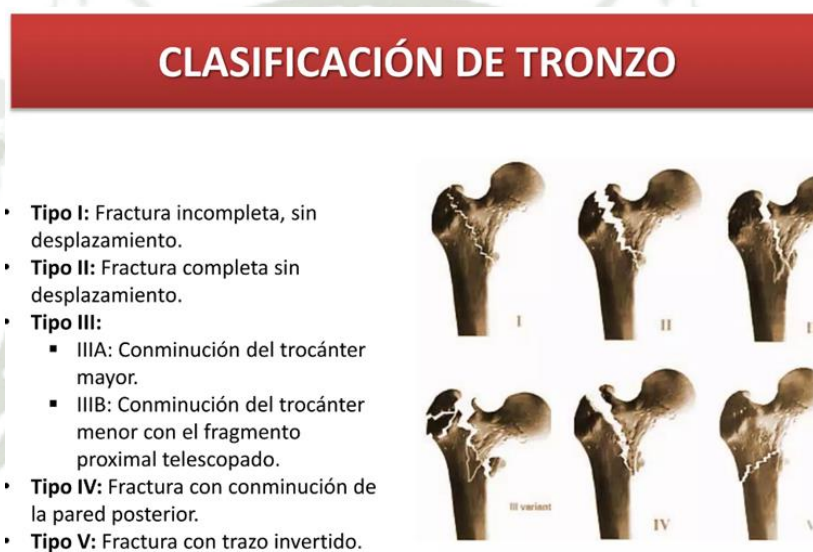 CLASIFICACIÓN DE TRONZO
• Tipo I: Fractura incompleta, sin
desplazamiento.
• Tipo II: Fractura completa sin
desplazamiento.
• Tipo III:
▪ IIIA: Conminución del trocánter
mayor.
▪ IIIB: Conminución del trocánter
menor con el fragmento
proximal telescopado.
• Tipo IV: Fractura con conminución de
la pared posterior.
• Tipo V: Fractura con trazo invertido.
I
II
III variant
IV